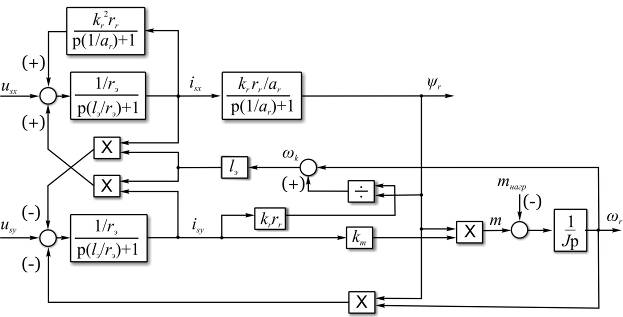 k_r²r_r
p(1/a_r)+1
(+)
u_sx
1/r_э
p(l_э/r_э)+1
i_sx
k_r r_r/a_r
p(1/a_r)+1
ψ_r
(+)
X
l_э
ω_k
(+)
÷
X
m_нагр
(-)
(-)
u_sy
1/r_э
p(l_э/r_э)+1
i_sy
k_r r_r
k_m
X
m
1
Jp
ω_r
(-)
X